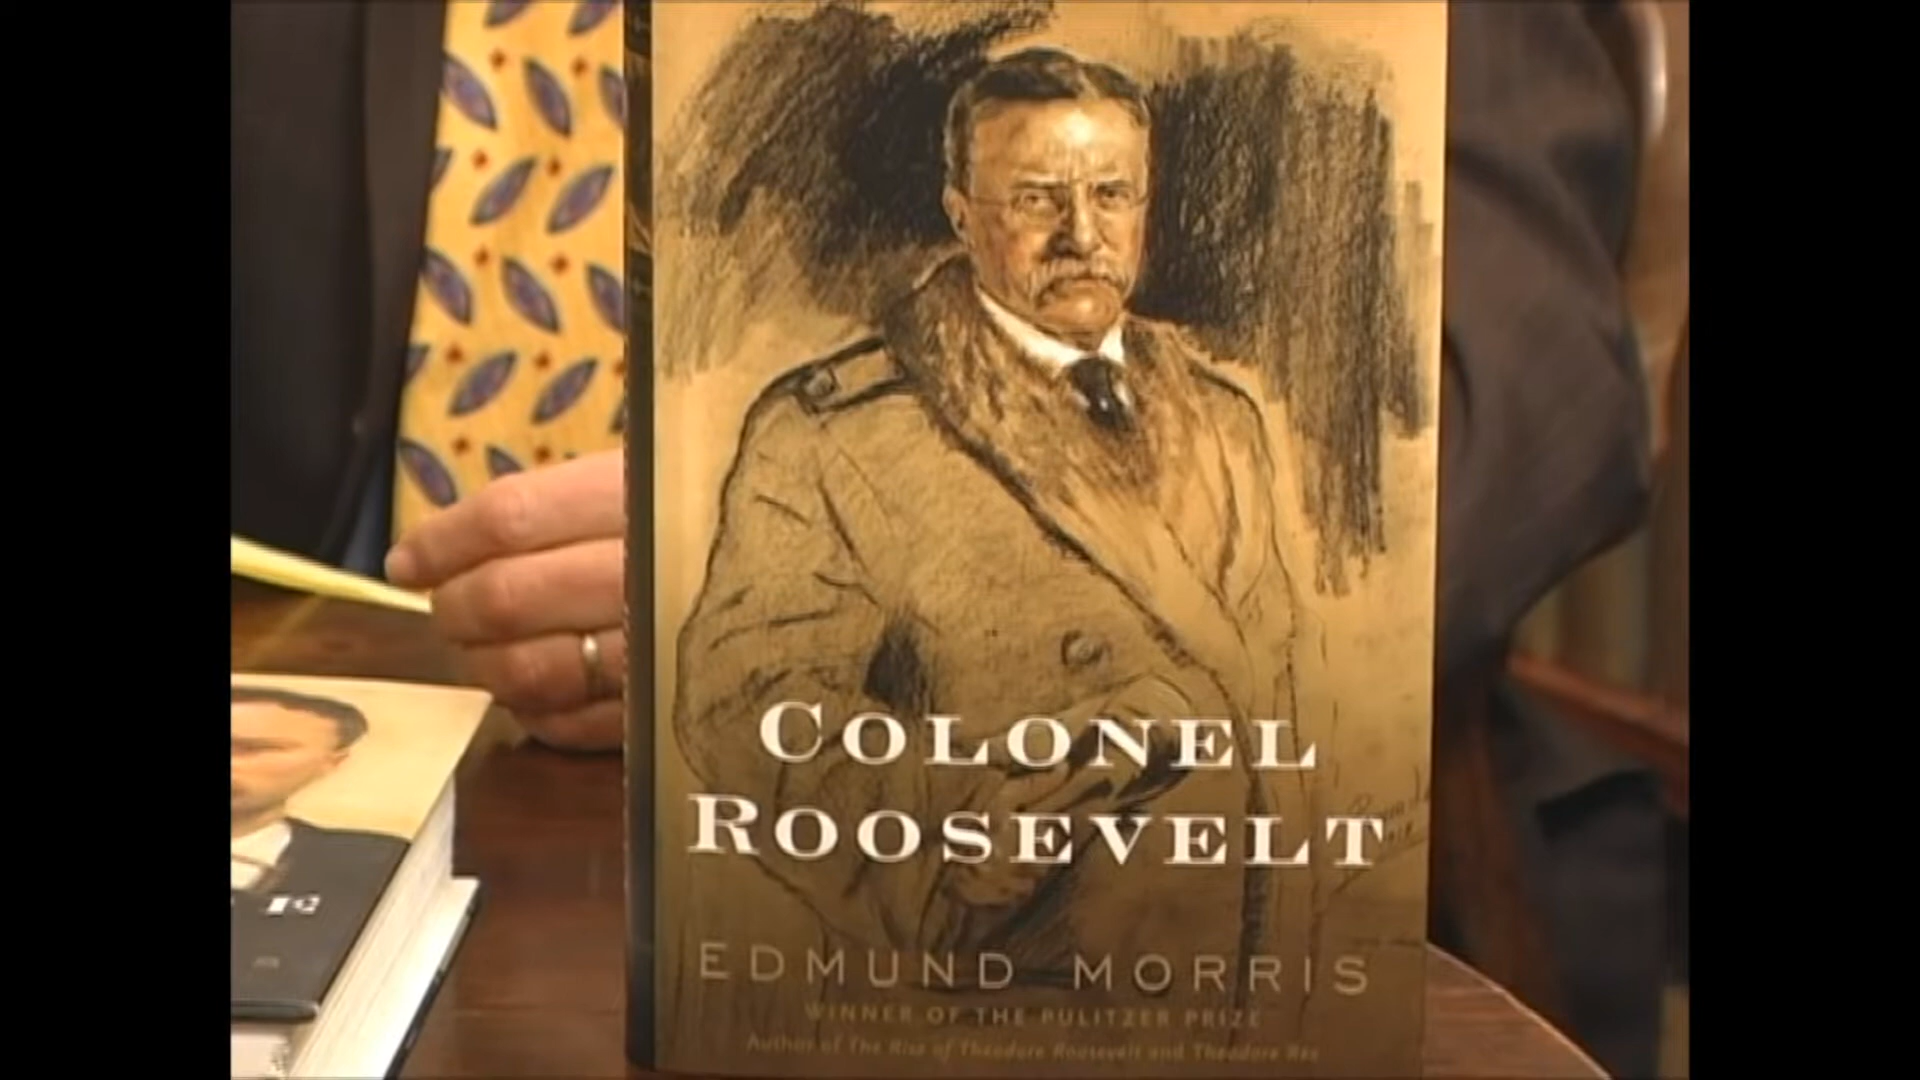 COLONEL
ROOSEVELT
EDMUND MORRIS
WINNER OF THE PULITZER PRIZE
Author of The Rise of Theodore Roosevelt and Theodore Rex